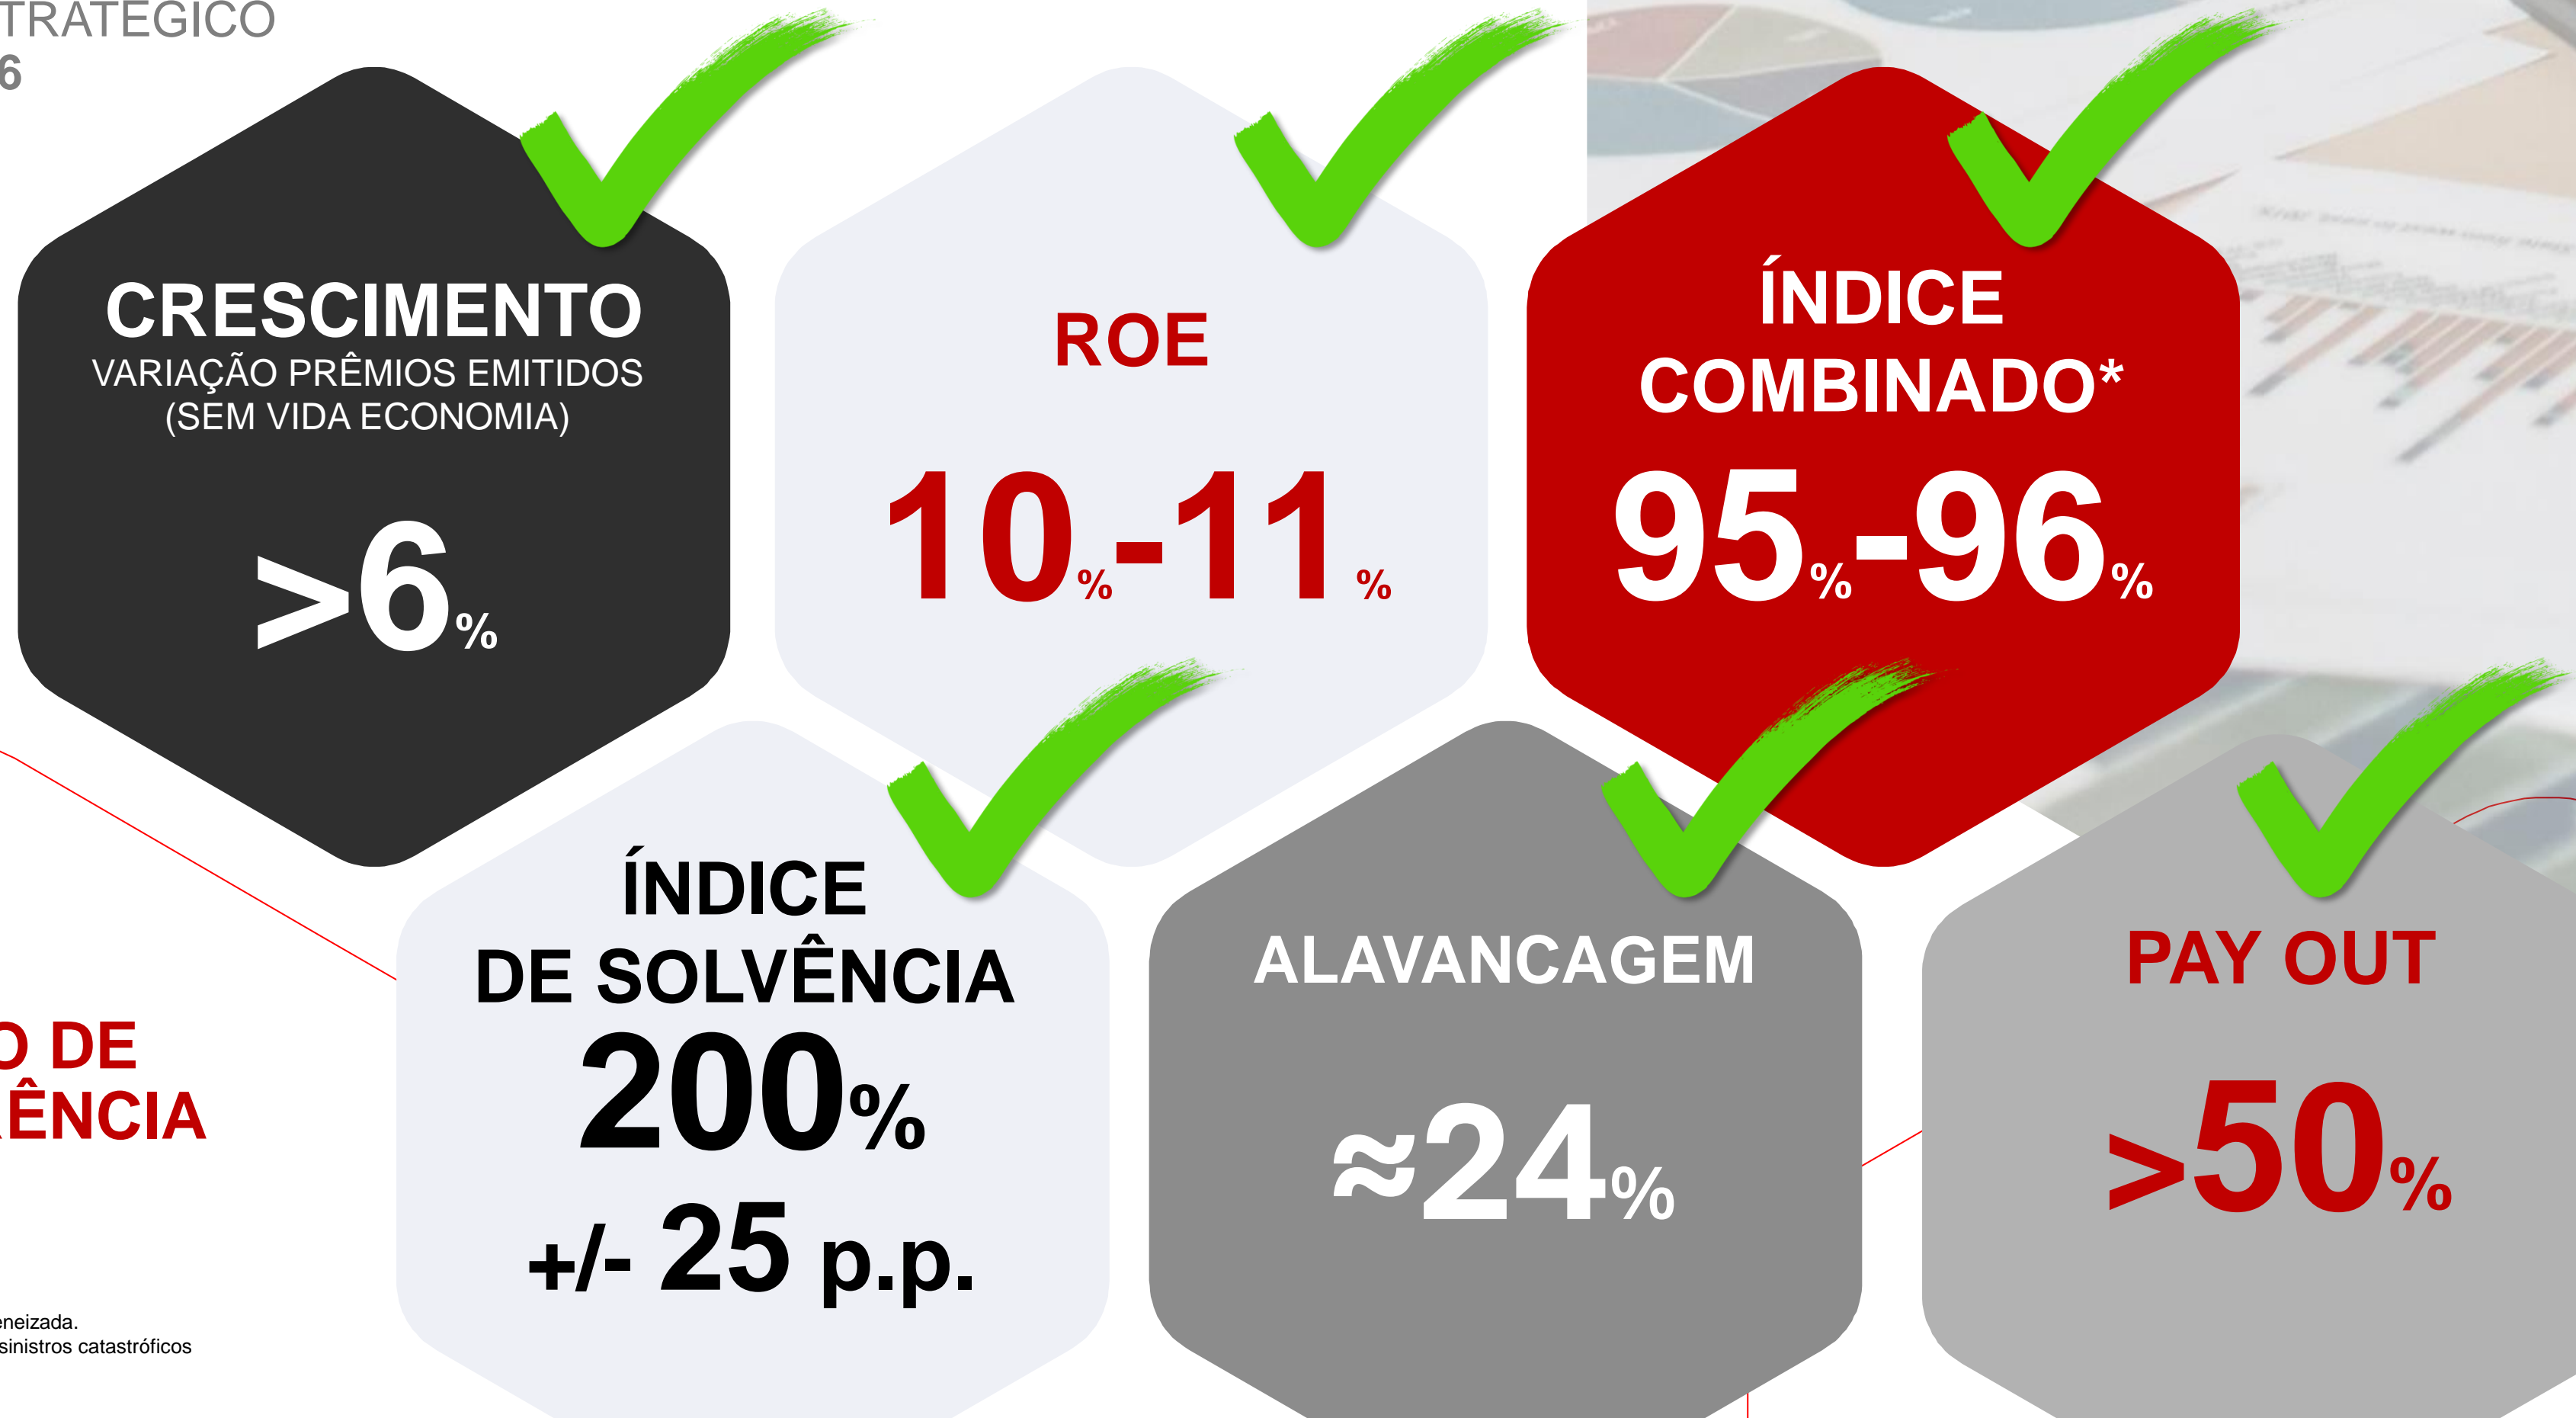 TRATÉGICO
6
CRESCIMENTO
VARIAÇÃO PRÊMIOS EMITIDOS
(SEM VIDA ECONOMIA)
>6%
ROE
10%-11%
ÍNDICE
COMBINADO*
95%-96%
ÍNDICE
DE SOLVÊNCIA
200%
+/- 25 p.p.
ALAVANCAGEM
≈24%
PAY OUT
>50%
O DE
ÊNCIA
eneizada.
sinistros catastróficos